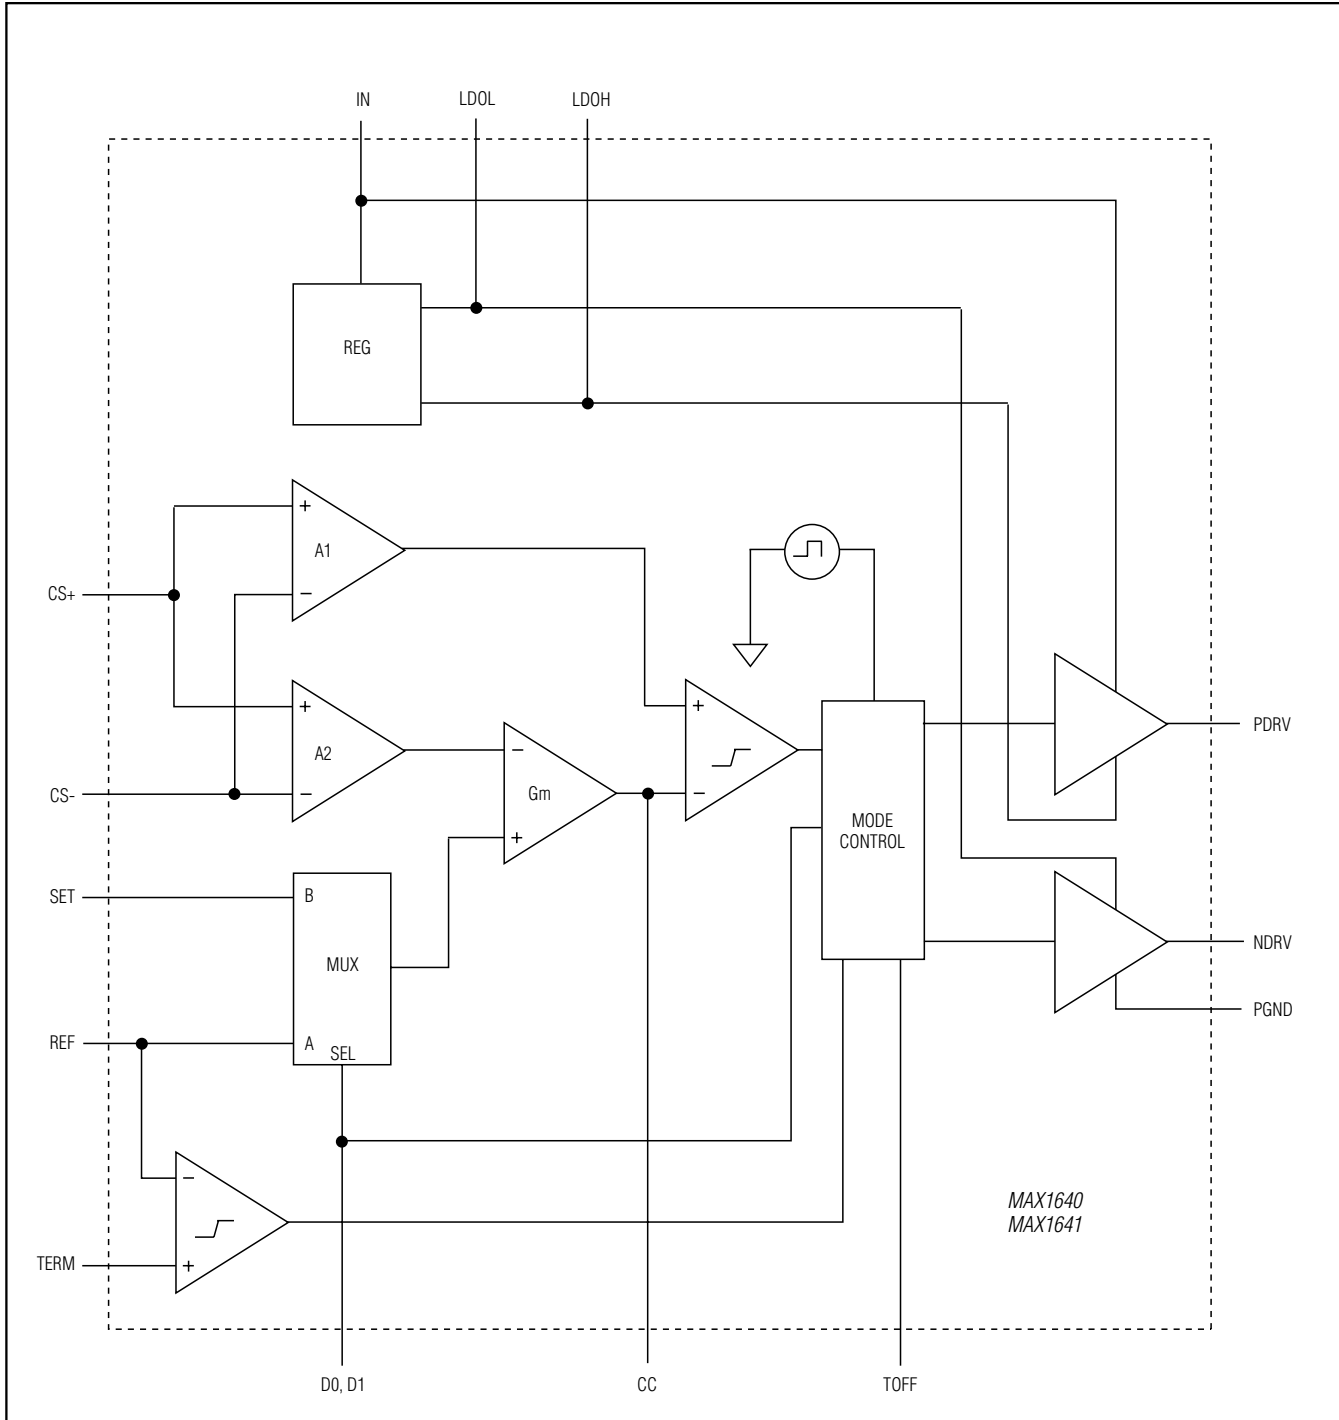 IN
LDOL
LDOH
REG
+
A1
−
CS+
+
A2
−
CS-
−
Gm
+
+
−
MODE
CONTROL
PDRV
NDRV
PGND
SET
B
MUX
REF
A
SEL
−
+
TERM
MAX1640
MAX1641
D0, D1
CC
TOFF